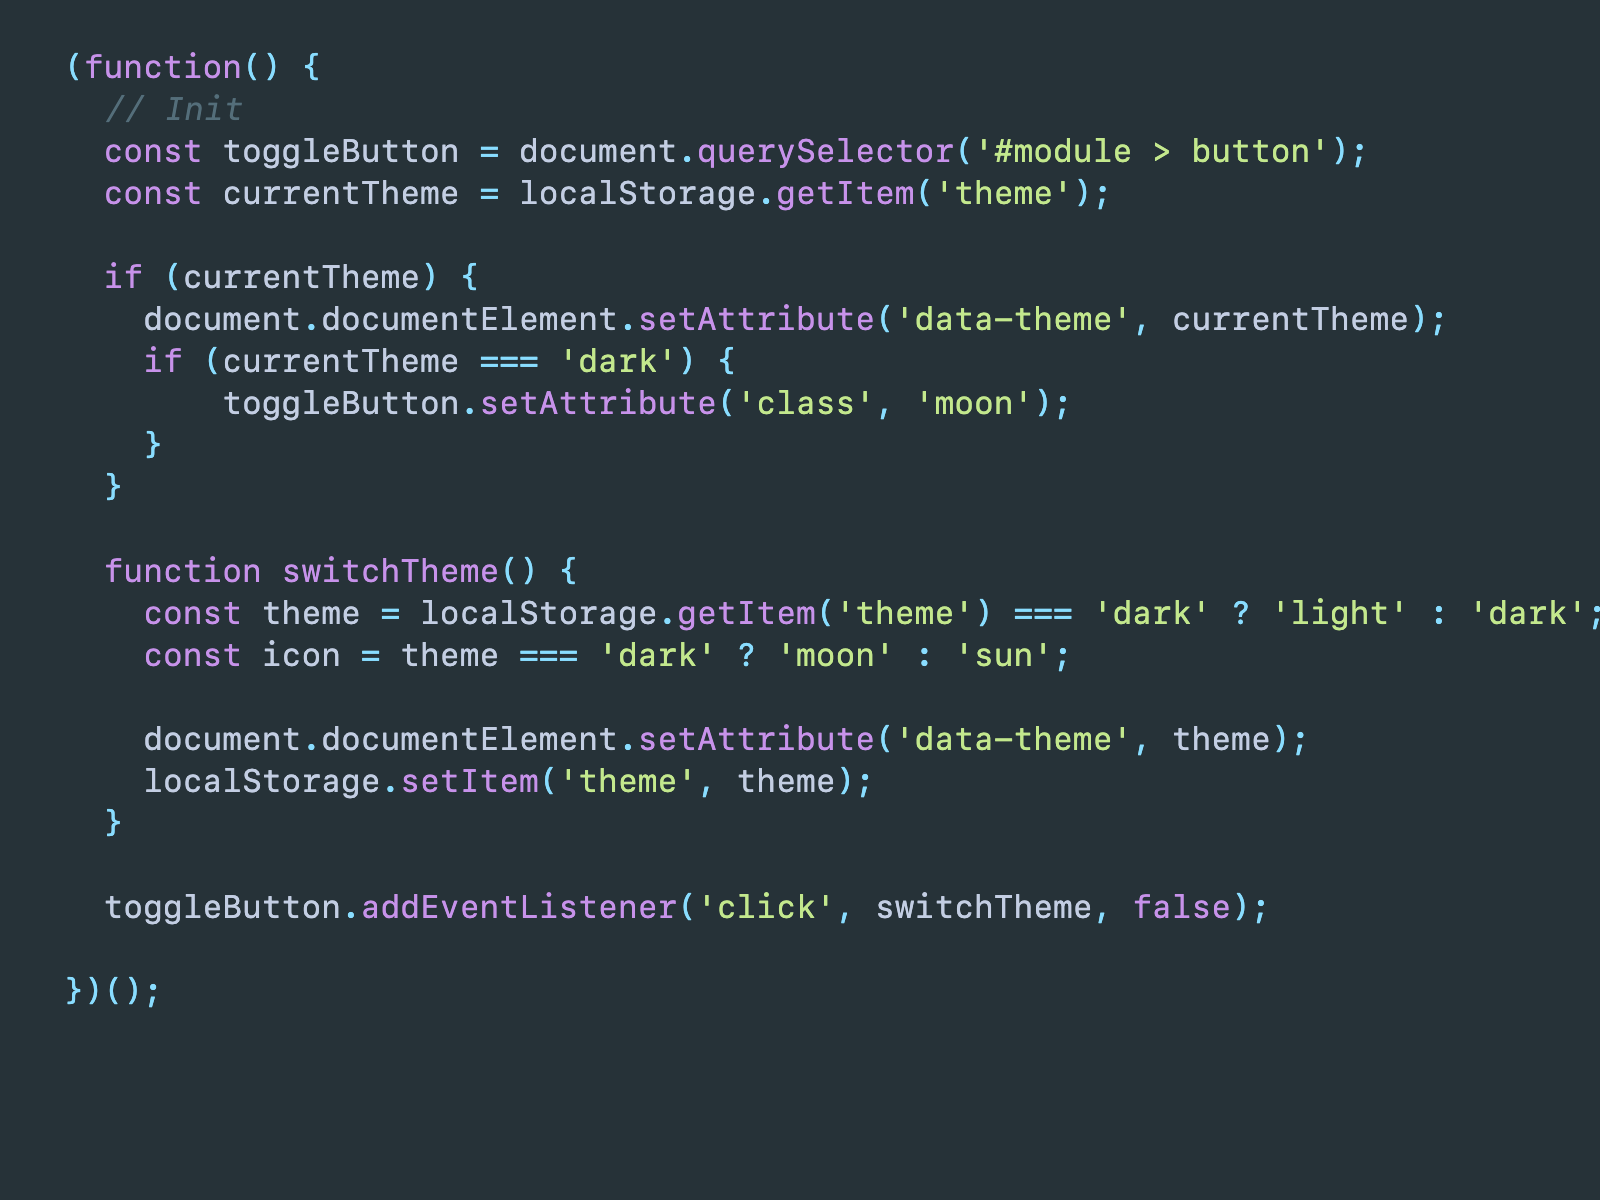 (function() {
  // Init
  const toggleButton = document.querySelector('#module > button');
  const currentTheme = localStorage.getItem('theme');

  if (currentTheme) {
    document.documentElement.setAttribute('data-theme', currentTheme);
    if (currentTheme === 'dark') {
        toggleButton.setAttribute('class', 'moon');
    }
  }

  function switchTheme() {
    const theme = localStorage.getItem('theme') === 'dark' ? 'light' : 'dark';
    const icon = theme === 'dark' ? 'moon' : 'sun';

    document.documentElement.setAttribute('data-theme', theme);
    localStorage.setItem('theme', theme);
  }

  toggleButton.addEventListener('click', switchTheme, false);

})();